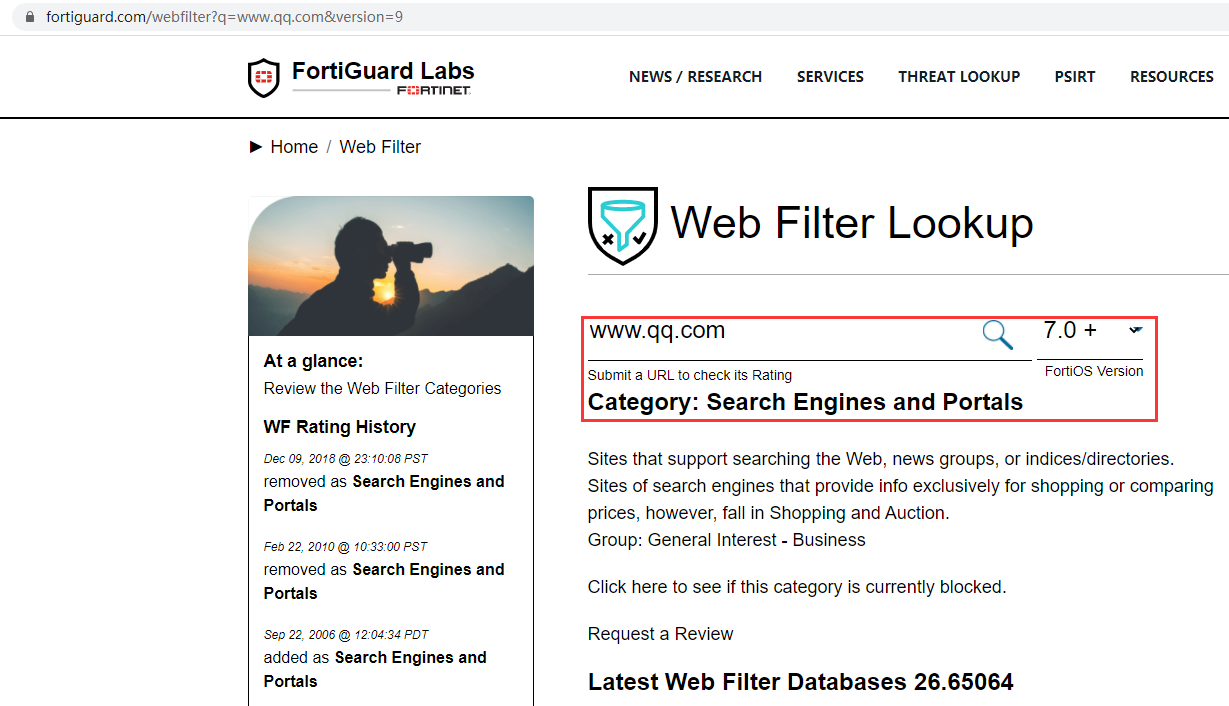 fortiguard.com/webfilter?q=www.qq.com&version=9
FortiGuard Labs
FORTINET
NEWS / RESEARCH SERVICES THREAT LOOKUP PSIRT RESOURCES
Home / Web Filter
At a glance:
Review the Web Filter Categories
WF Rating History
Dec 09, 2018 @ 23:10:08 PST
removed as Search Engines and
Portals
Feb 22, 2010 @ 10:33:00 PST
removed as Search Engines and
Portals
Sep 22, 2006 @ 12:04:34 PDT
added as Search Engines and
Portals
Web Filter Lookup
www.qq.com 7.0 +
Submit a URL to check its Rating FortiOS Version
Category: Search Engines and Portals
Sites that support searching the Web, news groups, or indices/directories.
Sites of search engines that provide info exclusively for shopping or comparing
prices, however, fall in Shopping and Auction.
Group: General Interest - Business
Click here to see if this category is currently blocked.
Request a Review
Latest Web Filter Databases 26.65064